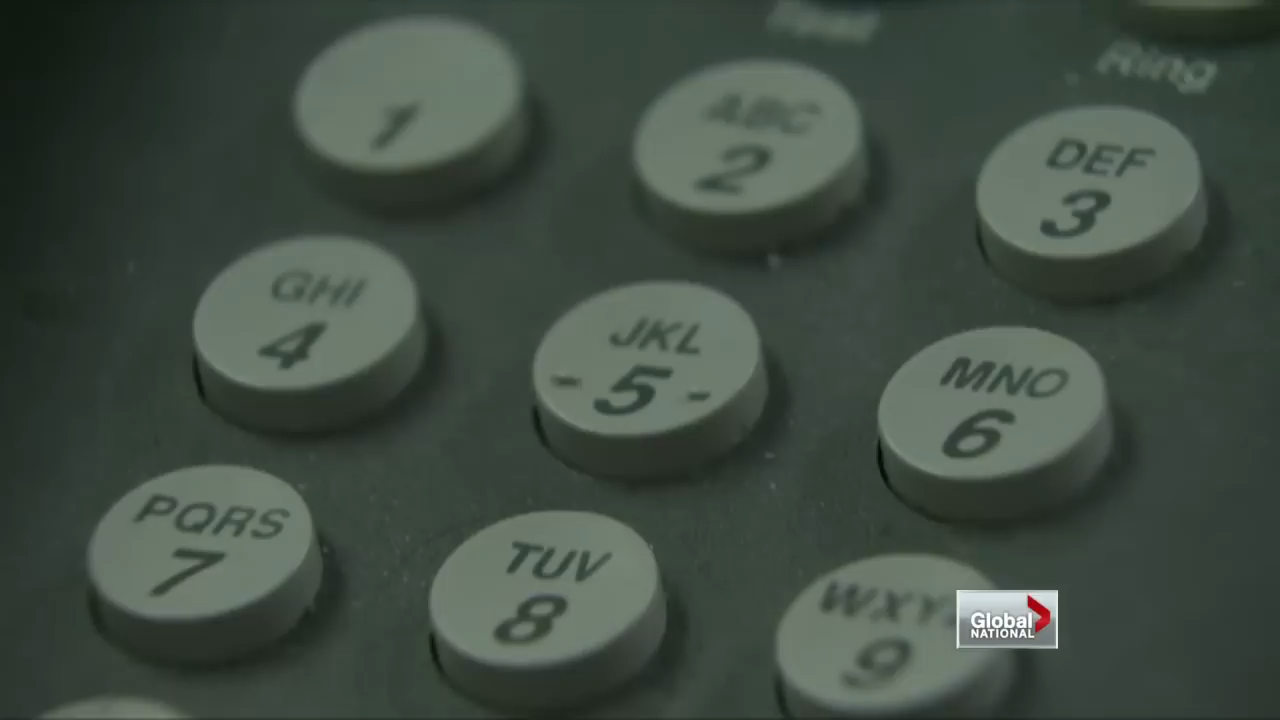 Ring
1
ABC
2
DEF
3
GHI
4
JKL
- 5 -
MNO
6
PQRS
7
TUV
8
9
Global
NATIONAL